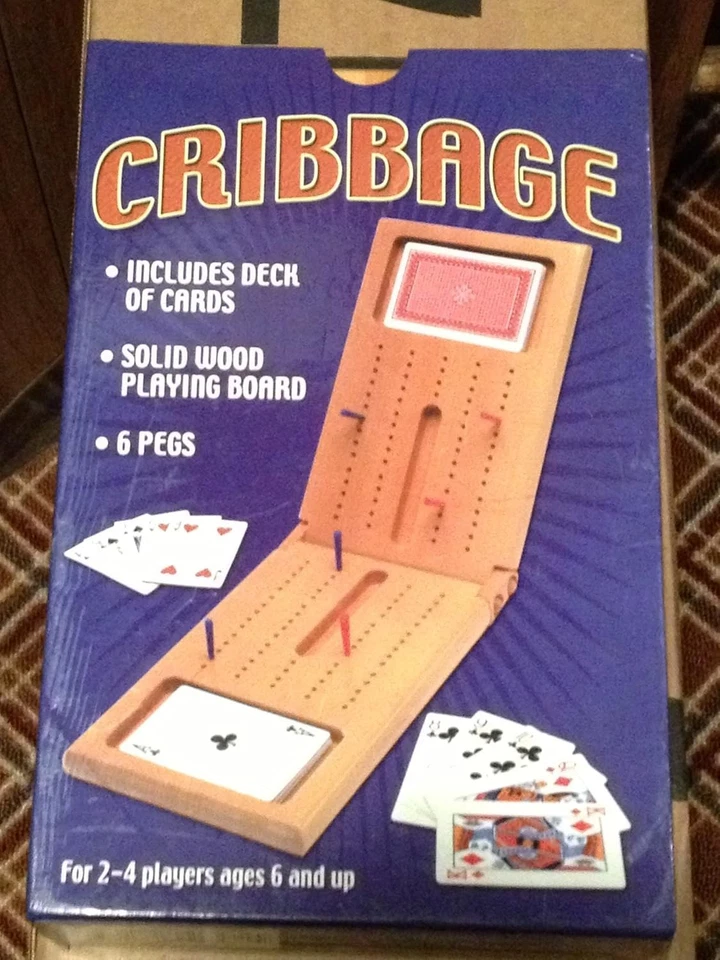 CRIBBAGE
• INCLUDES DECK
OF CARDS
• SOLID WOOD
PLAYING BOARD
• 6 PEGS
For 2-4 players ages 6 and up